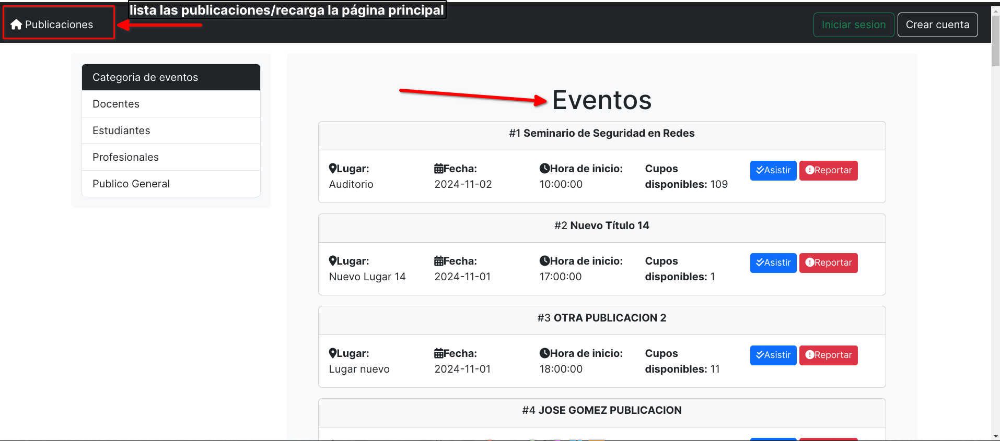 lista las publicaciones/recarga la página principal
Publicaciones
Iniciar sesion
Crear cuenta
Categoria de eventos
Docentes
Estudiantes
Profesionales
Publico General
Eventos
#1 Seminario de Seguridad en Redes
Lugar:
Auditorio
Fecha:
2024-11-02
Hora de inicio:
10:00:00
Cupos
disponibles: 109
Asistir
Reportar
#2 Nuevo Título 14
Lugar:
Nuevo Lugar 14
Fecha:
2024-11-01
Hora de inicio:
17:00:00
Cupos
disponibles: 1
Asistir
Reportar
#3 OTRA PUBLICACION 2
Lugar:
Lugar nuevo
Fecha:
2024-11-01
Hora de inicio:
18:00:00
Cupos
disponibles: 11
Asistir
Reportar
#4 JOSE GOMEZ PUBLICACION